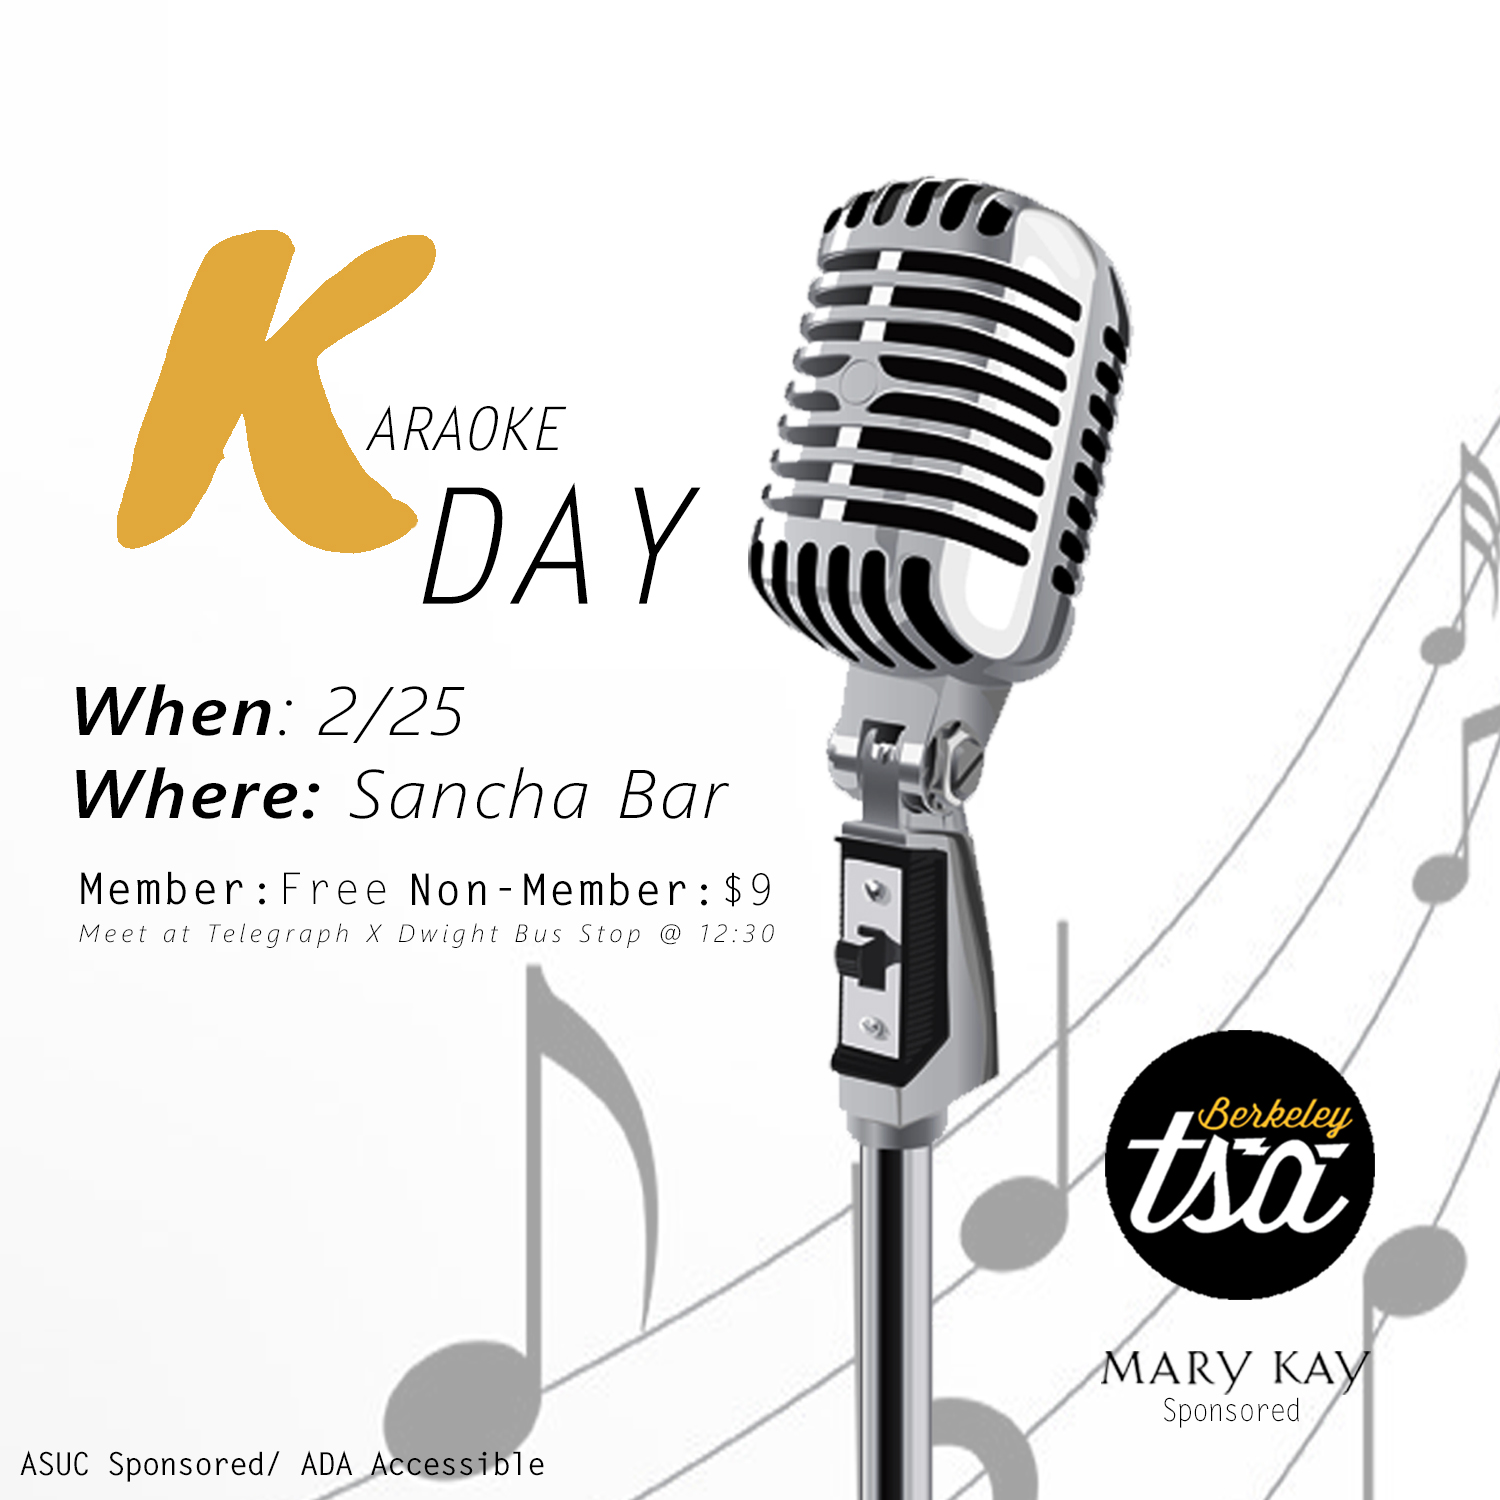 KARAOKE
DAY
When: 2/25
Where: Sancha Bar
Member:Free Non-Member:$9
Meet at Telegraph X Dwight Bus Stop @ 12:30
Berkeley
tsa
MARY KAY
Sponsored
ASUC Sponsored/ ADA Accessible